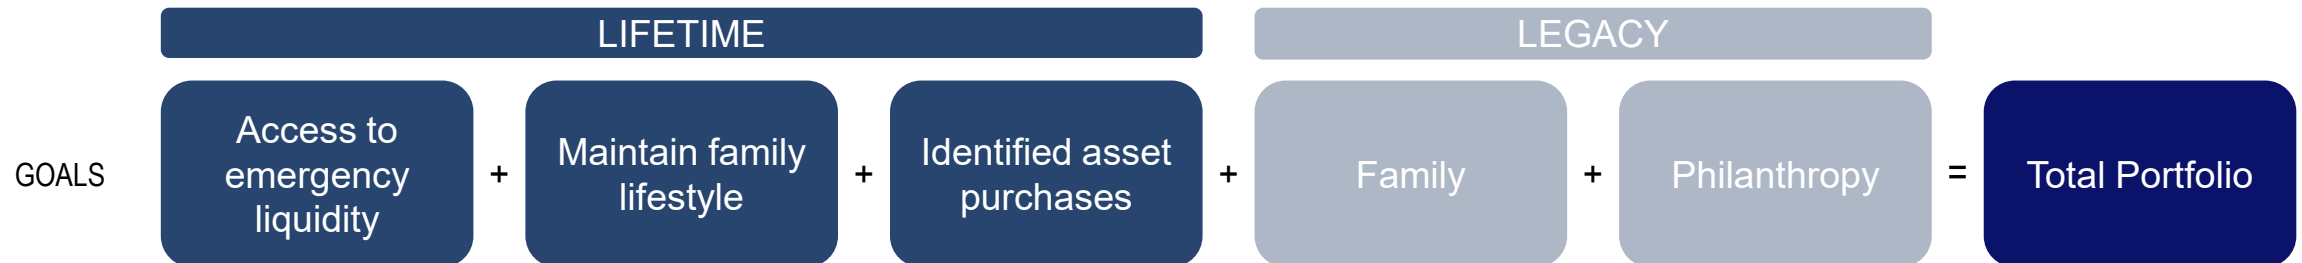 LIFETIME
LEGACY
GOALS
Access to
emergency
liquidity
+
Maintain family
lifestyle
+
Identified asset
purchases
+
Family
+
Philanthropy
=
Total Portfolio